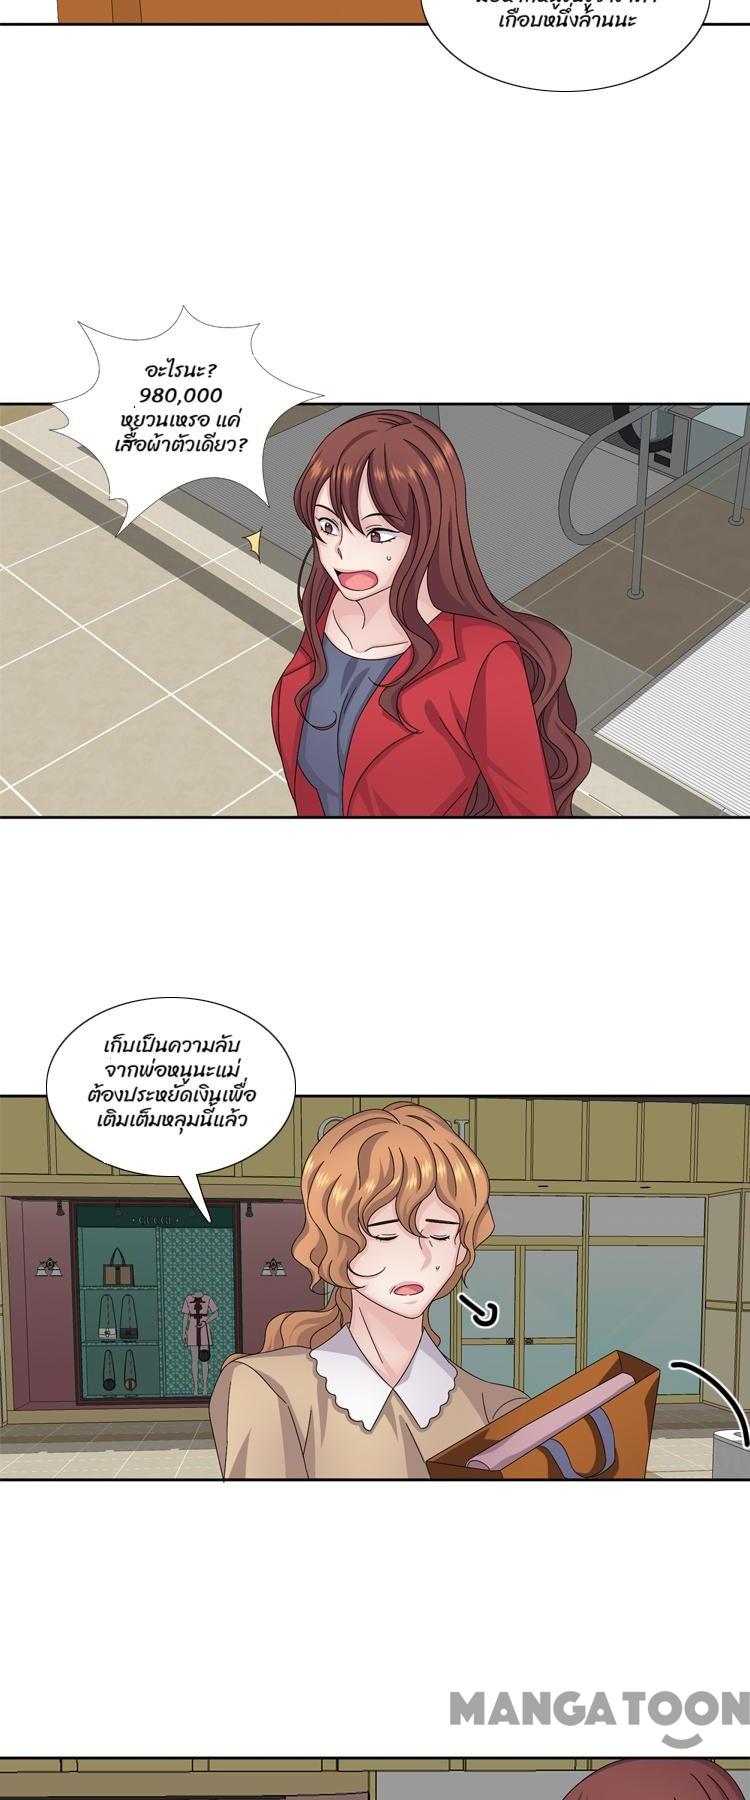 เกือบหนึ่งล้านนะ
อะไรนะ?
980,000
หยวนเหรอ แค่
เสื้อผ้าตัวเดียว?
เก็บเป็นความลับ
จากพ่อหนูนะแม่
ต้องประหยัดเงินเพื่อ
เติมเต็มหลุมนี้แล้ว
GUCCI
MANGATOON